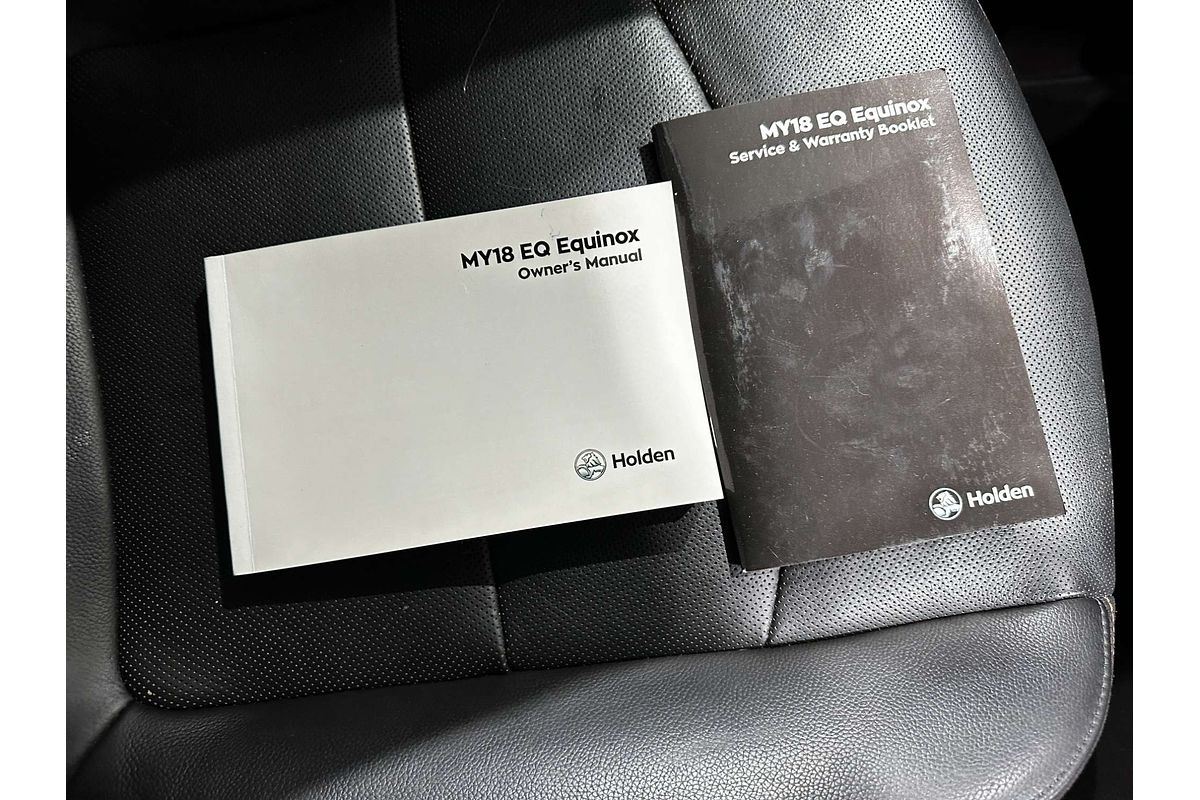 MY18 EQ Equinox
Owner's Manual
Holden
MY18 EQ Equinox
Service & Warranty Booklet
Holden